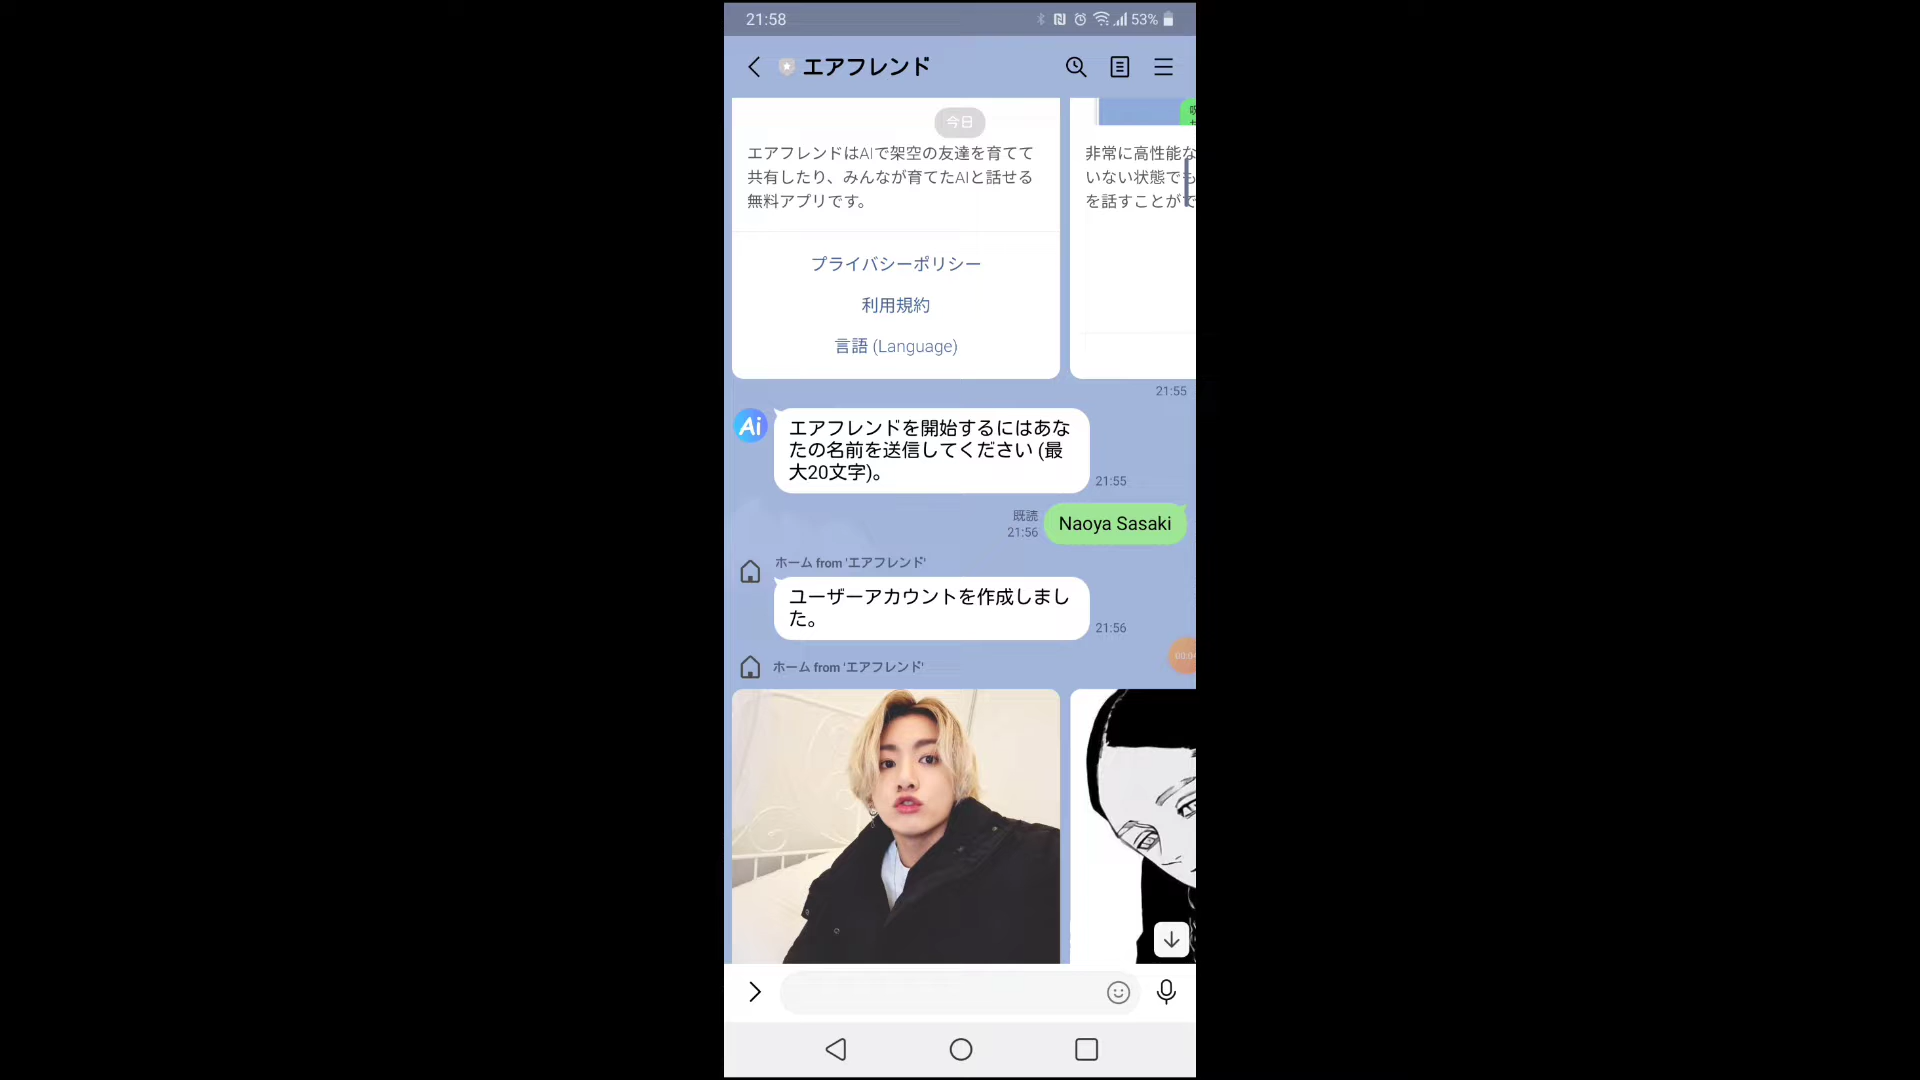 21:58
53%
エアフレンド
今日
エアフレンドはAIで架空の友達を育てて
共有したり、みんなが育てたAIと話せる
無料アプリです。
プライバシーポリシー
利用規約
言語 (Language)
非常に高性能な
いない状態でも
を話すことがで
21:55
Ai
エアフレンドを開始するにはあな
たの名前を送信してください (最
大20文字)。
21:55
既読
21:56
Naoya Sasaki
ホーム from 'エアフレンド'
ユーザーアカウントを作成しまし
た。
21:56
ホーム from 'エアフレンド'